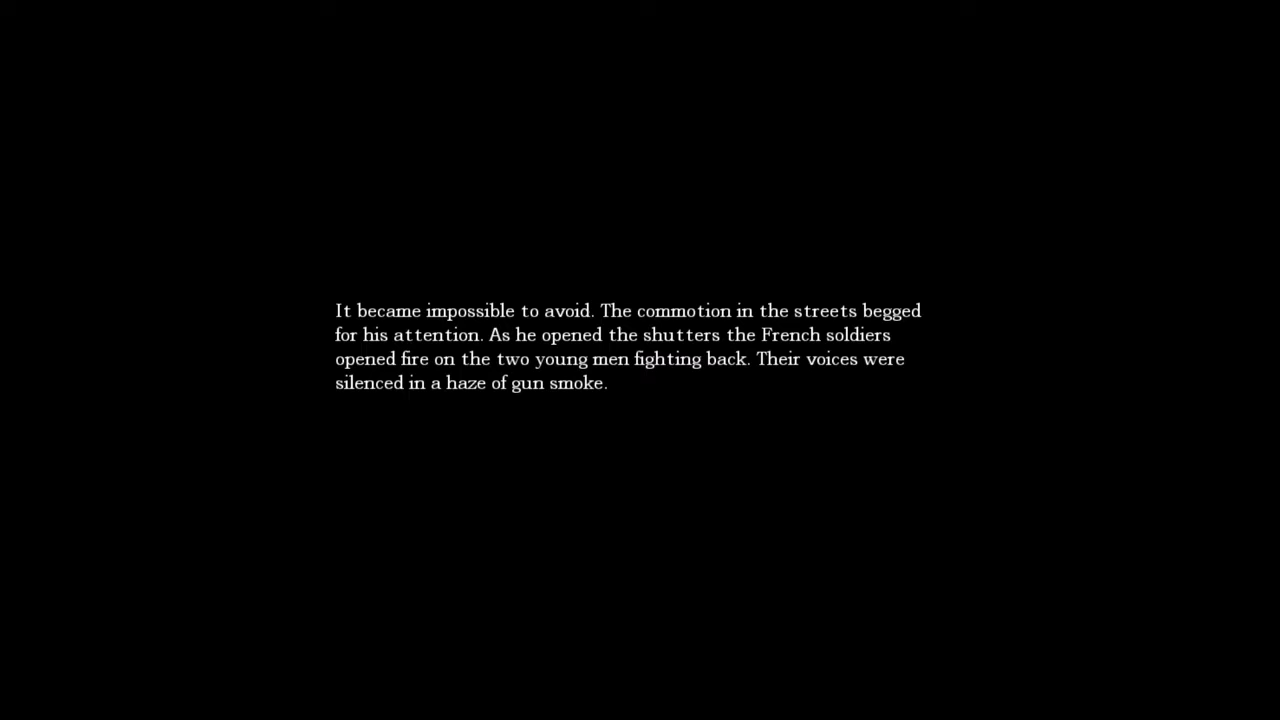 It became impossible to avoid. The commotion in the streets begged
for his attention. As he opened the shutters the French soldiers
opened fire on the two young men fighting back. Their voices were
silenced in a haze of gun smoke.